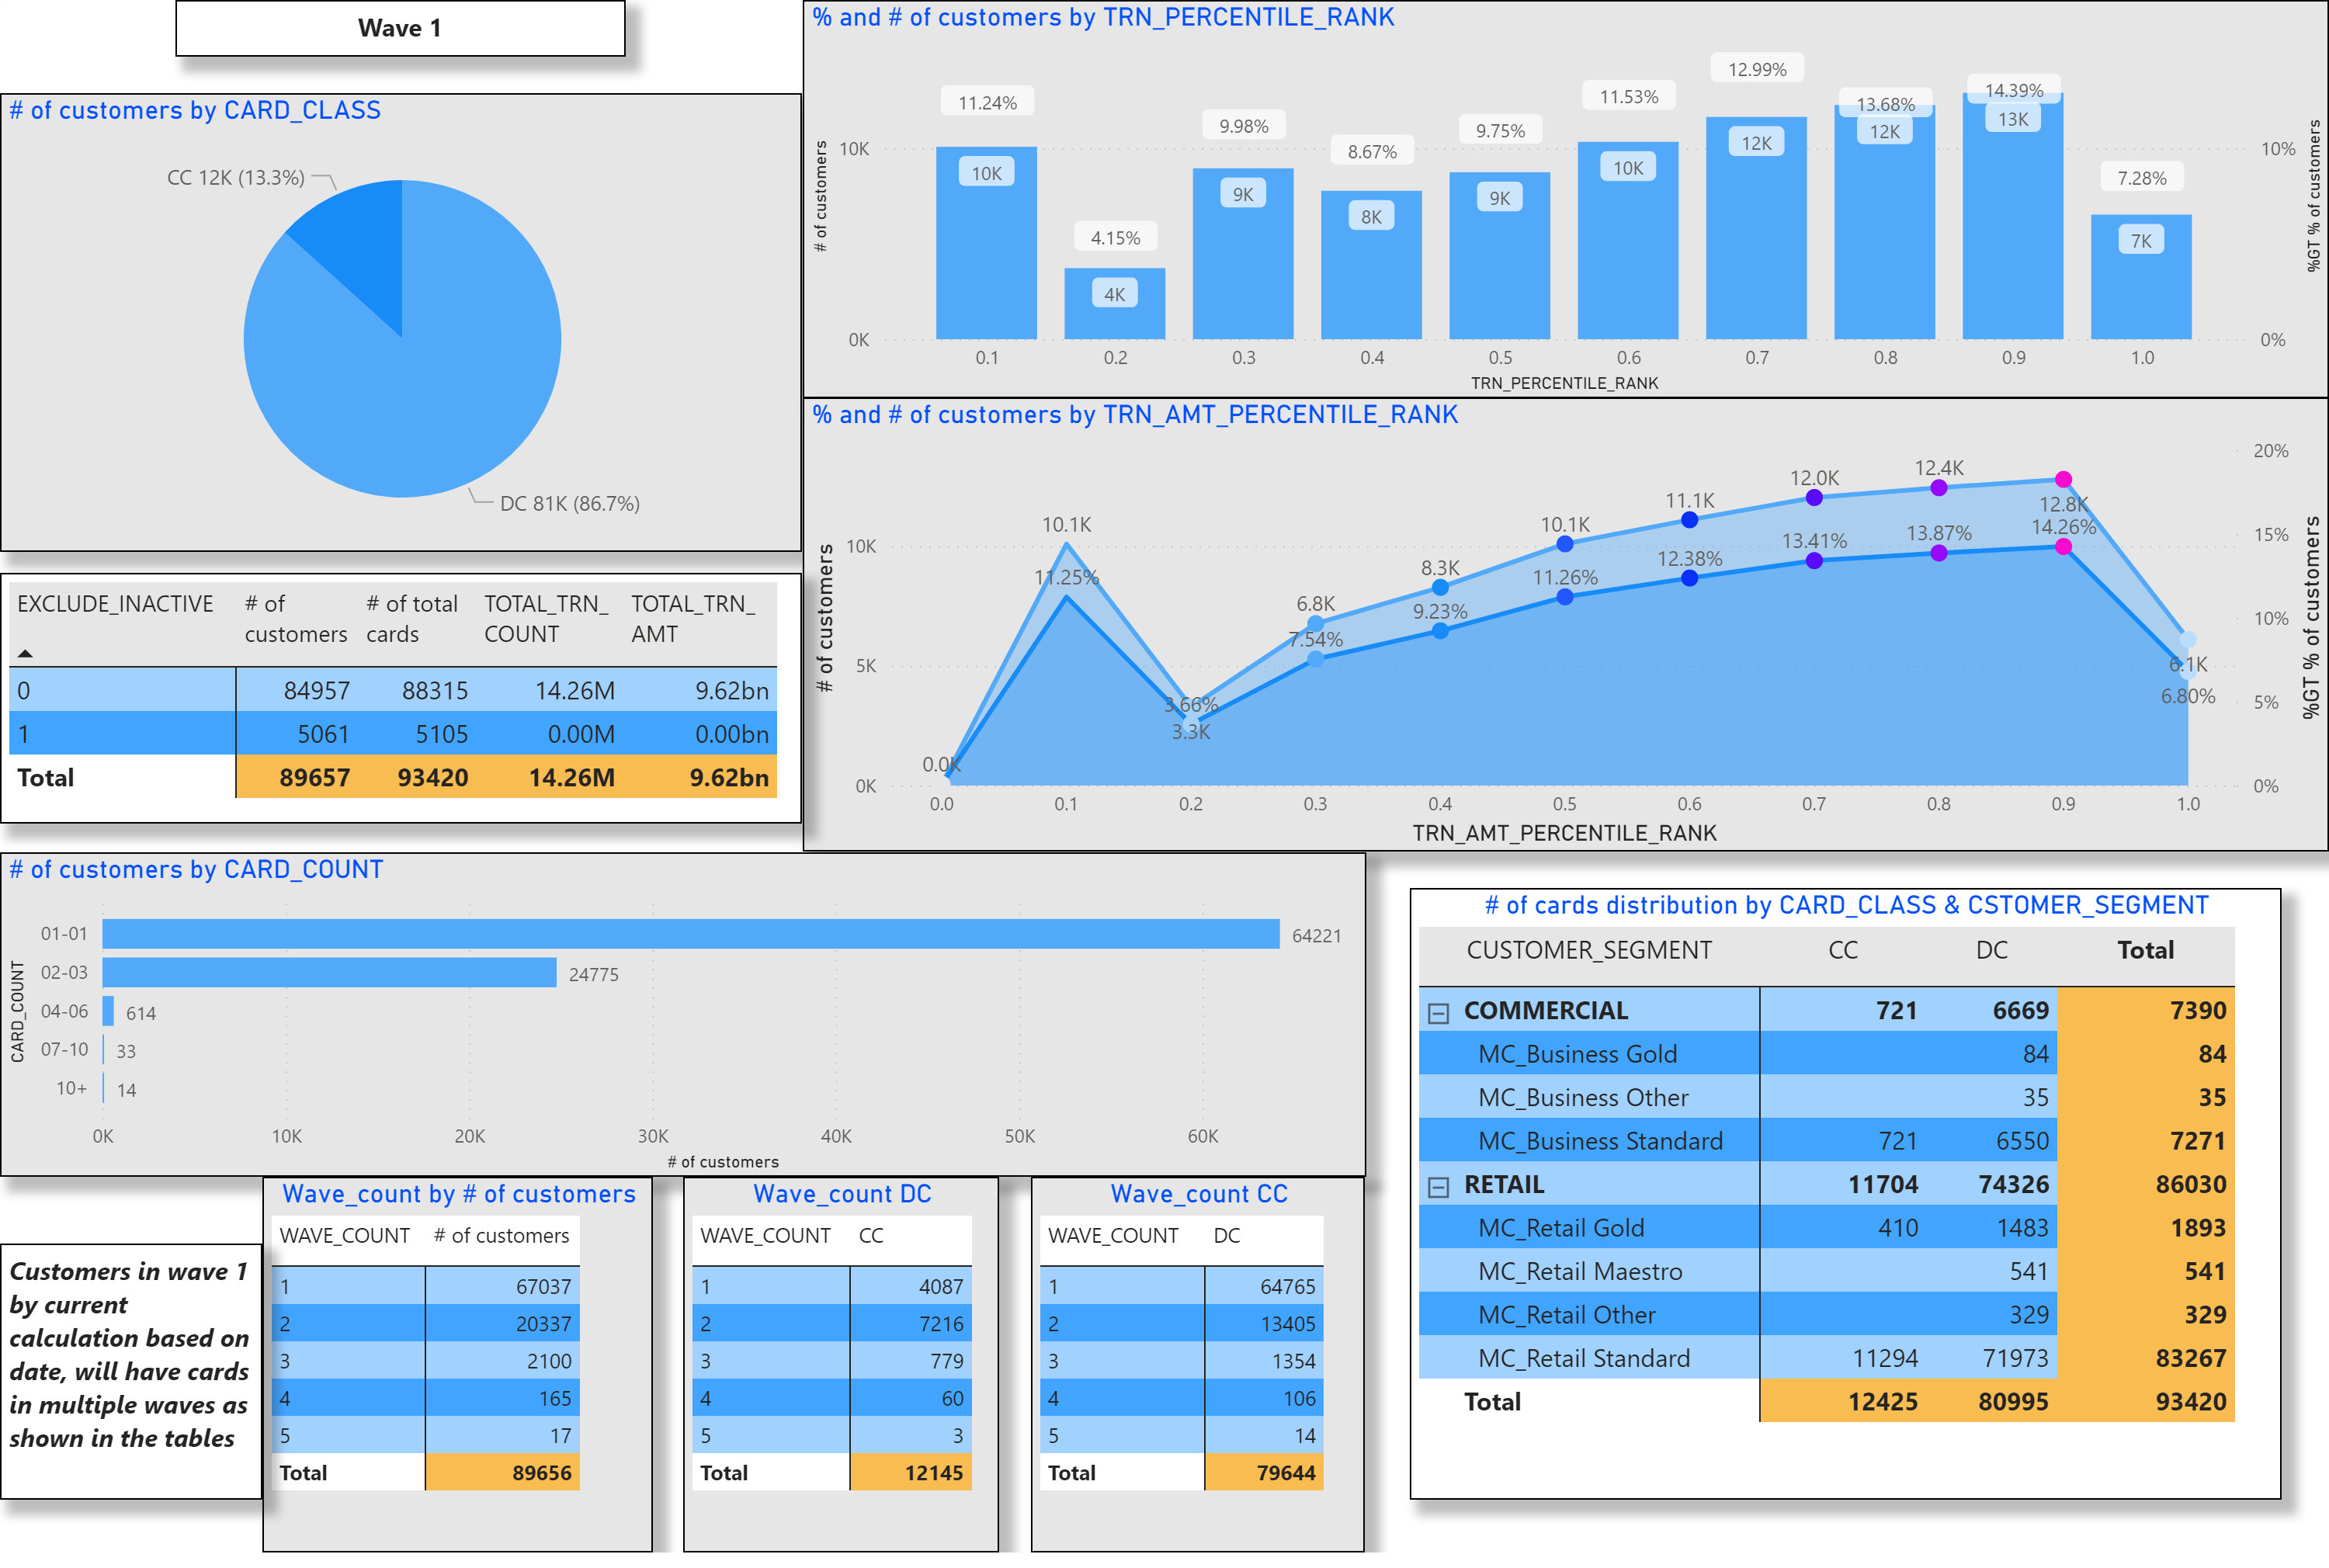 Wave 1
# of customers by CARD_CLASS
CC 12K (13.3%)
DC 81K (86.7%)
EXCLUDE_INACTIVE # of customers # of total cards TOTAL_TRN_COUNT TOTAL_TRN_AMT
0 84957 88315 14.26M 9.62bn
1 5061 5105 0.00M 0.00bn
Total 89657 93420 14.26M 9.62bn
% and # of customers by TRN_PERCENTILE_RANK
# of customers
10K
0K
11.24% 4.15% 9.98% 8.67% 9.75% 11.53% 12.99% 13.68% 14.39% 7.28%
10K 4K 9K 8K 9K 10K 12K 12K 13K 7K
10%
0%
%GT % of customers
0.1 0.2 0.3 0.4 0.5 0.6 0.7 0.8 0.9 1.0
TRN_PERCENTILE_RANK
% and # of customers by TRN_AMT_PERCENTILE_RANK
# of customers
10K
5K
0K
0.0K 10.1K 3.3K 6.8K 8.3K 10.1K 11.1K 12.0K 12.4K 12.8K 6.1K
11.25% 3.66% 7.54% 9.23% 11.26% 12.38% 13.41% 13.87% 14.26% 6.80%
20%
15%
10%
5%
0%
%GT % of customers
0.0 0.1 0.2 0.3 0.4 0.5 0.6 0.7 0.8 0.9 1.0
TRN_AMT_PERCENTILE_RANK
# of customers by CARD_COUNT
CARD_COUNT
01-01 64221
02-03 24775
04-06 614
07-10 33
10+ 14
0K 10K 20K 30K 40K 50K 60K
# of customers
Customers in wave 1
by current
calculation based on
date, will have cards
in multiple waves as
shown in the tables
Wave_count by # of customers
WAVE_COUNT # of customers
1 67037
2 20337
3 2100
4 165
5 17
Total 89656
Wave_count DC
WAVE_COUNT CC
1 4087
2 7216
3 779
4 60
5 3
Total 12145
Wave_count CC
WAVE_COUNT DC
1 64765
2 13405
3 1354
4 106
5 14
Total 79644
# of cards distribution by CARD_CLASS & CSTOMER_SEGMENT
CUSTOMER_SEGMENT CC DC Total
COMMERCIAL 721 6669 7390
MC_Business Gold 84 84
MC_Business Other 35 35
MC_Business Standard 721 6550 7271
RETAIL 11704 74326 86030
MC_Retail Gold 410 1483 1893
MC_Retail Maestro 541 541
MC_Retail Other 329 329
MC_Retail Standard 11294 71973 83267
Total 12425 80995 93420